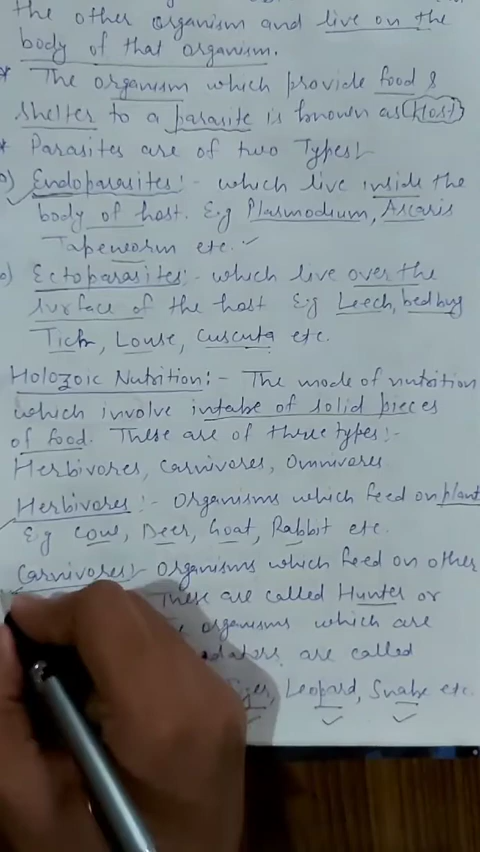 the other organism and live on the
body of that organism.
* The organism which provide food &
shelter to a parasite is known as (Host)
* Parasites are of two Types:-
a) Endoparasites:- which live inside the
body of host. E.g Plasmodium, Ascaris
Tapeworm etc.
b) Ectoparasites:- which live over the
surface of the host E.g Leech, bed bug
Tick, Louse, Cuscuta etc.
Holozoic Nutrition:- The mode of nutrition
which involve intake of solid pieces
of food. These are of three types:-
Herbivores, Carnivores, Omnivores
Herbivores:- Organisms which feed on plant
E.g Cow, Deer, Goat, Rabbit etc.
Carnivores:- Organisms which feed on other
These are called Hunter or
organisms which are
are called
Leopard, Snake etc.